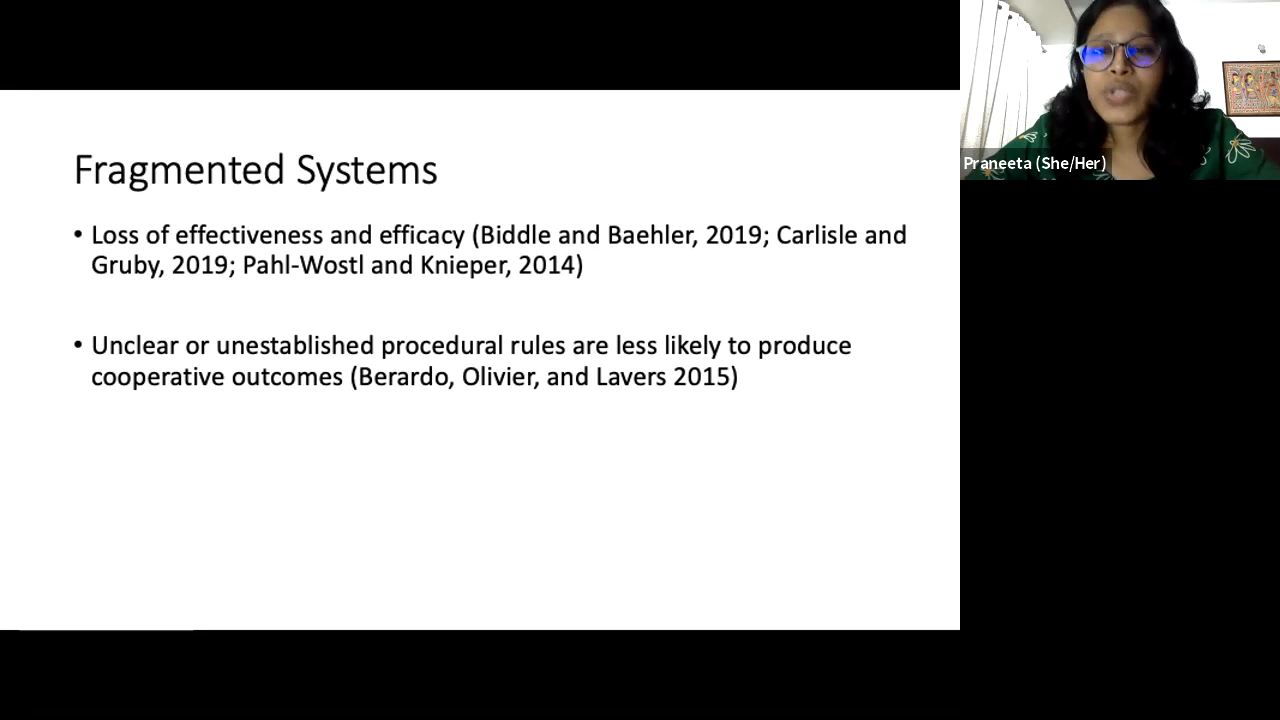 Fragmented Systems
• Loss of effectiveness and efficacy (Biddle and Baehler, 2019; Carlisle and
Gruby, 2019; Pahl-Wostl and Knieper, 2014)
• Unclear or unestablished procedural rules are less likely to produce
cooperative outcomes (Berardo, Olivier, and Lavers 2015)
Praneeta (She/Her)